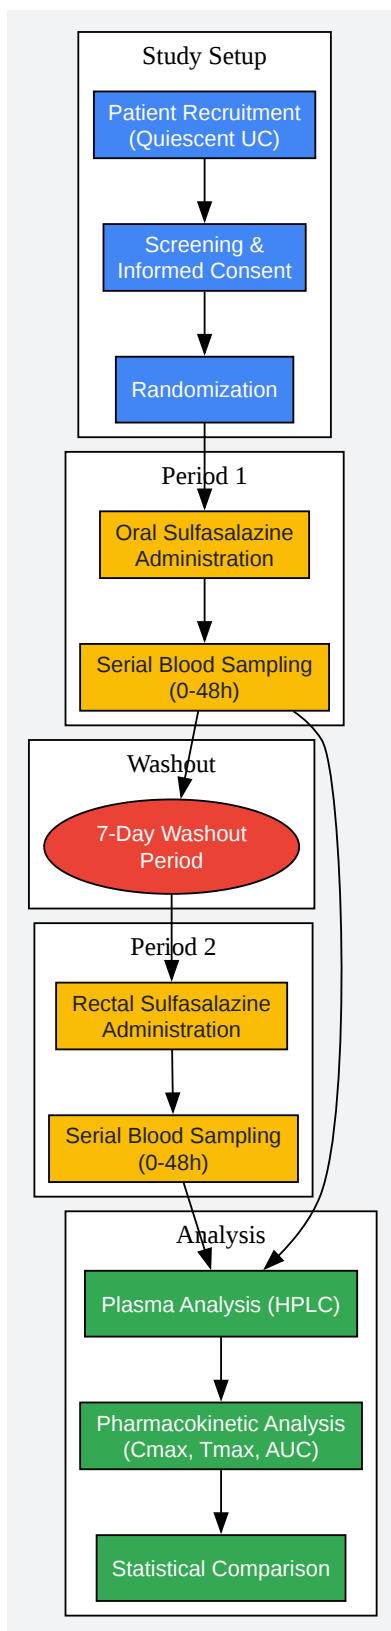 Study Setup
Patient Recruitment
(Quiescent UC)
Screening &
Informed Consent
Randomization
Period 1
Oral Sulfasalazine
Administration
Serial Blood Sampling
(0-48h)
Washout
7-Day Washout
Period
Period 2
Rectal Sulfasalazine
Administration
Serial Blood Sampling
(0-48h)
Analysis
Plasma Analysis (HPLC)
Pharmacokinetic Analysis
(Cmax, Tmax, AUC)
Statistical Comparison